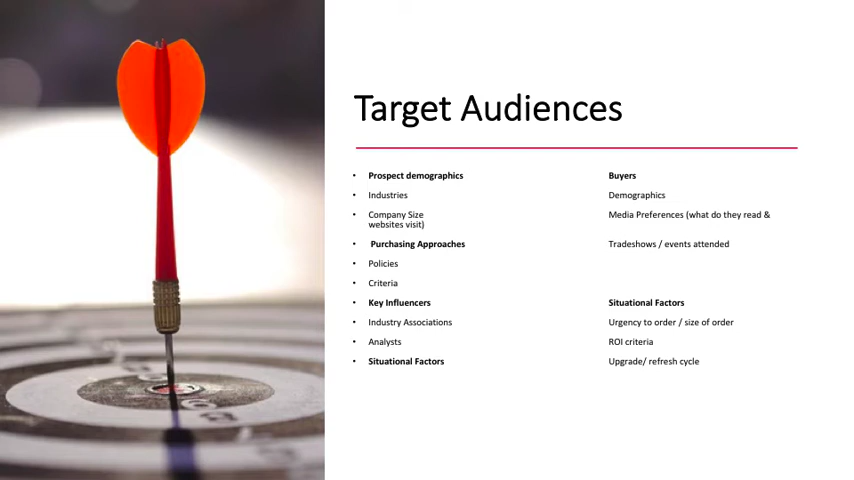 Target Audiences
• Prospect demographics Buyers
• Industries Demographics
• Company Size Media Preferences (what do they read &
websites visit)
• Purchasing Approaches Tradeshows / events attended
• Policies
• Criteria
• Key Influencers Situational Factors
• Industry Associations Urgency to order / size of order
• Analysts ROI criteria
• Situational Factors Upgrade/ refresh cycle